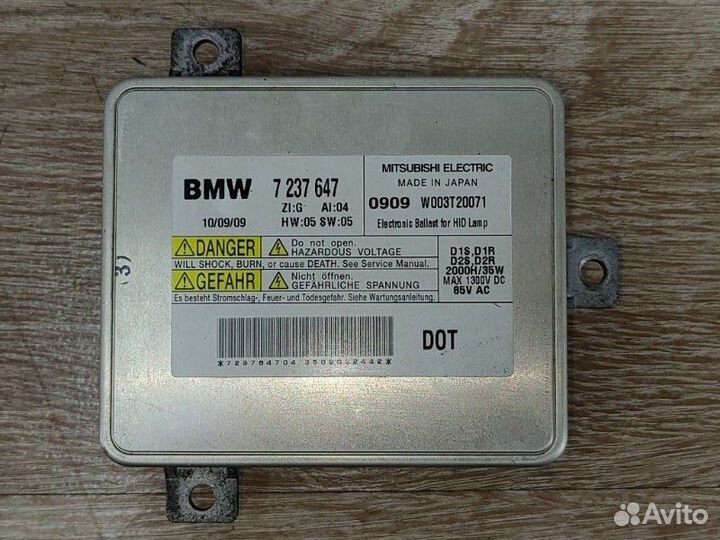 BMW 7 237 647
ZI:G AI:04
10/09/09 HW:05 SW:05
MITSUBISHI ELECTRIC
MADE IN JAPAN
0909 W003T20071
Electronic Ballast for HID Lamp
DANGER Do not open.
HAZARDOUS VOLTAGE
WILL SHOCK, BURN, or cause DEATH. See Service Manual.
GEFAHR Nicht öffnen.
GEFÄHRLICHE SPANNUNG
Es besteht Stromschlag-, Feuer- und Todesgefahr. Siehe Wartungsanleitung.
D1S,D1R
D2S,D2R
2000H/35W
MAX 1300V DC
85V AC
*723764704 3509092442*
DOT
(3)
Avito